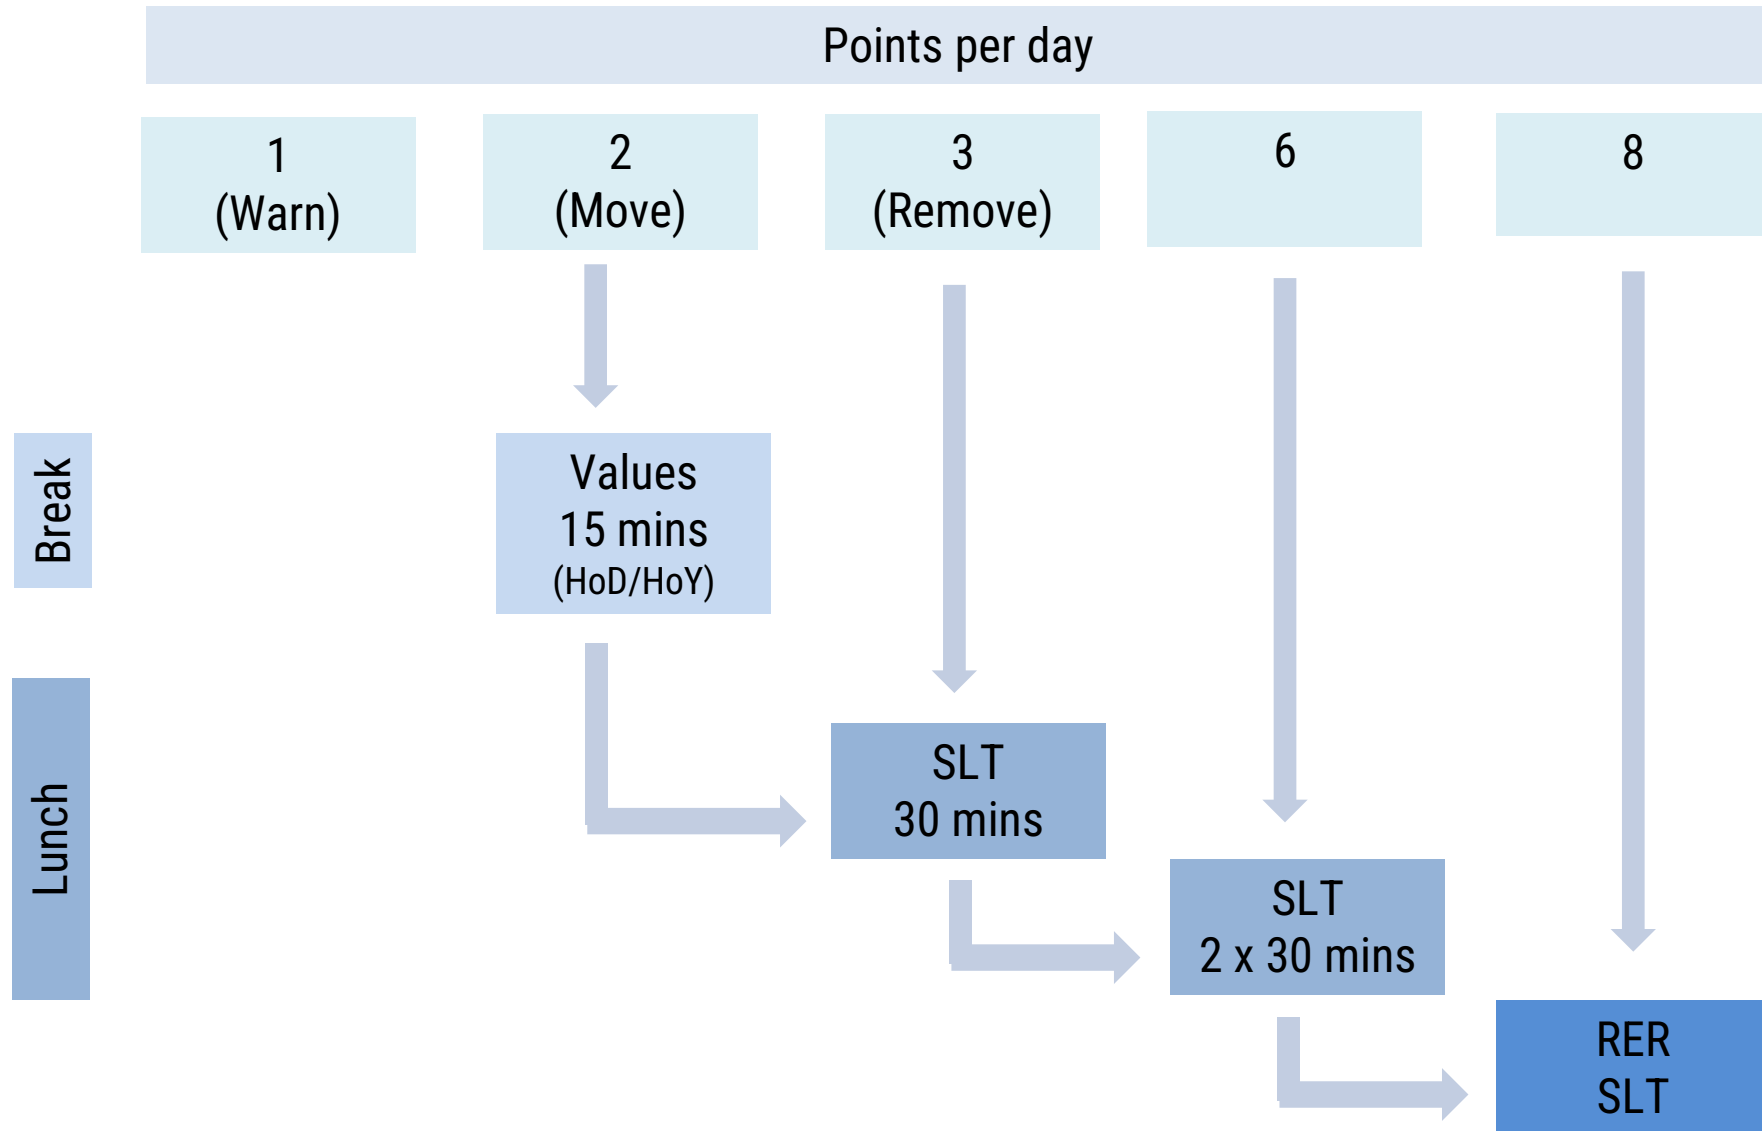 Points per day
1
(Warn)
2
(Move)
3
(Remove)
6
8
Break
Values
15 mins
(HoD/HoY)
Lunch
SLT
30 mins
SLT
2 x 30 mins
RER
SLT